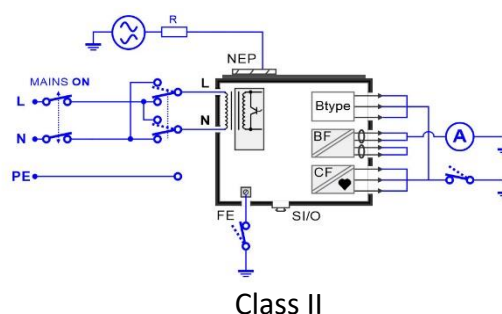 R
NEP
MAINS ON
L
N
L
N
PE
Btype
BF
CF
A
FE
SI/O
Class II